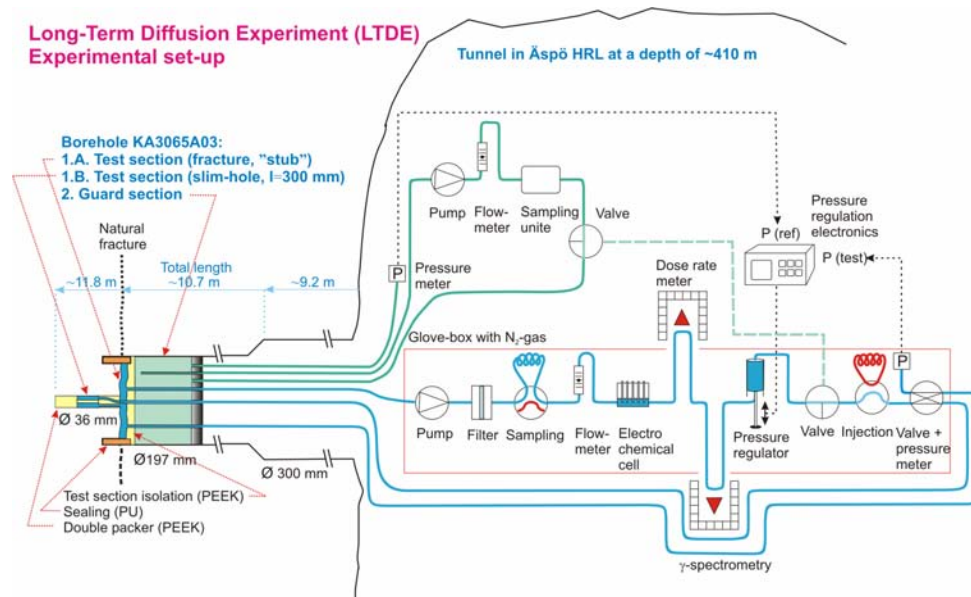 Long-Term Diffusion Experiment (LTDE)
Experimental set-up
Tunnel in Äspö HRL at a depth of ~410 m
Borehole KA3065A03:
1.A. Test section (fracture, "stub")
1.B. Test section (slim-hole, l=300 mm)
2. Guard section
Natural
fracture
Total length
~11.8 m
~10.7 m
~9.2 m
Pump
Flow-
meter
Sampling
unite
Valve
P
Pressure
meter
Dose rate
meter
P (ref)
Pressure
regulation
electronics
P (test)
P
Glove-box with N2-gas
Pump
Filter
Sampling
Flow-
meter
Electro
chemical
cell
Pressure
regulator
Valve
Injection
Valve +
pressure
meter
Ø 36 mm
Ø197 mm
Ø 300 mm
Test section isolation (PEEK)
Sealing (PU)
Double packer (PEEK)
γ-spectrometry